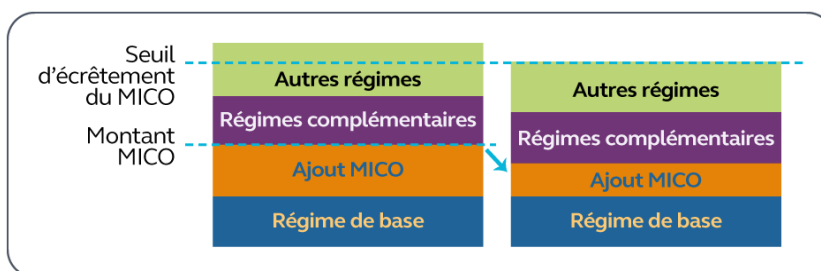 Seuil
d'écrêtement
du MICO
Montant
MICO
Autres régimes
Régimes complémentaires
Ajout MICO
Régime de base
Autres régimes
Régimes complémentaires
Ajout MICO
Régime de base